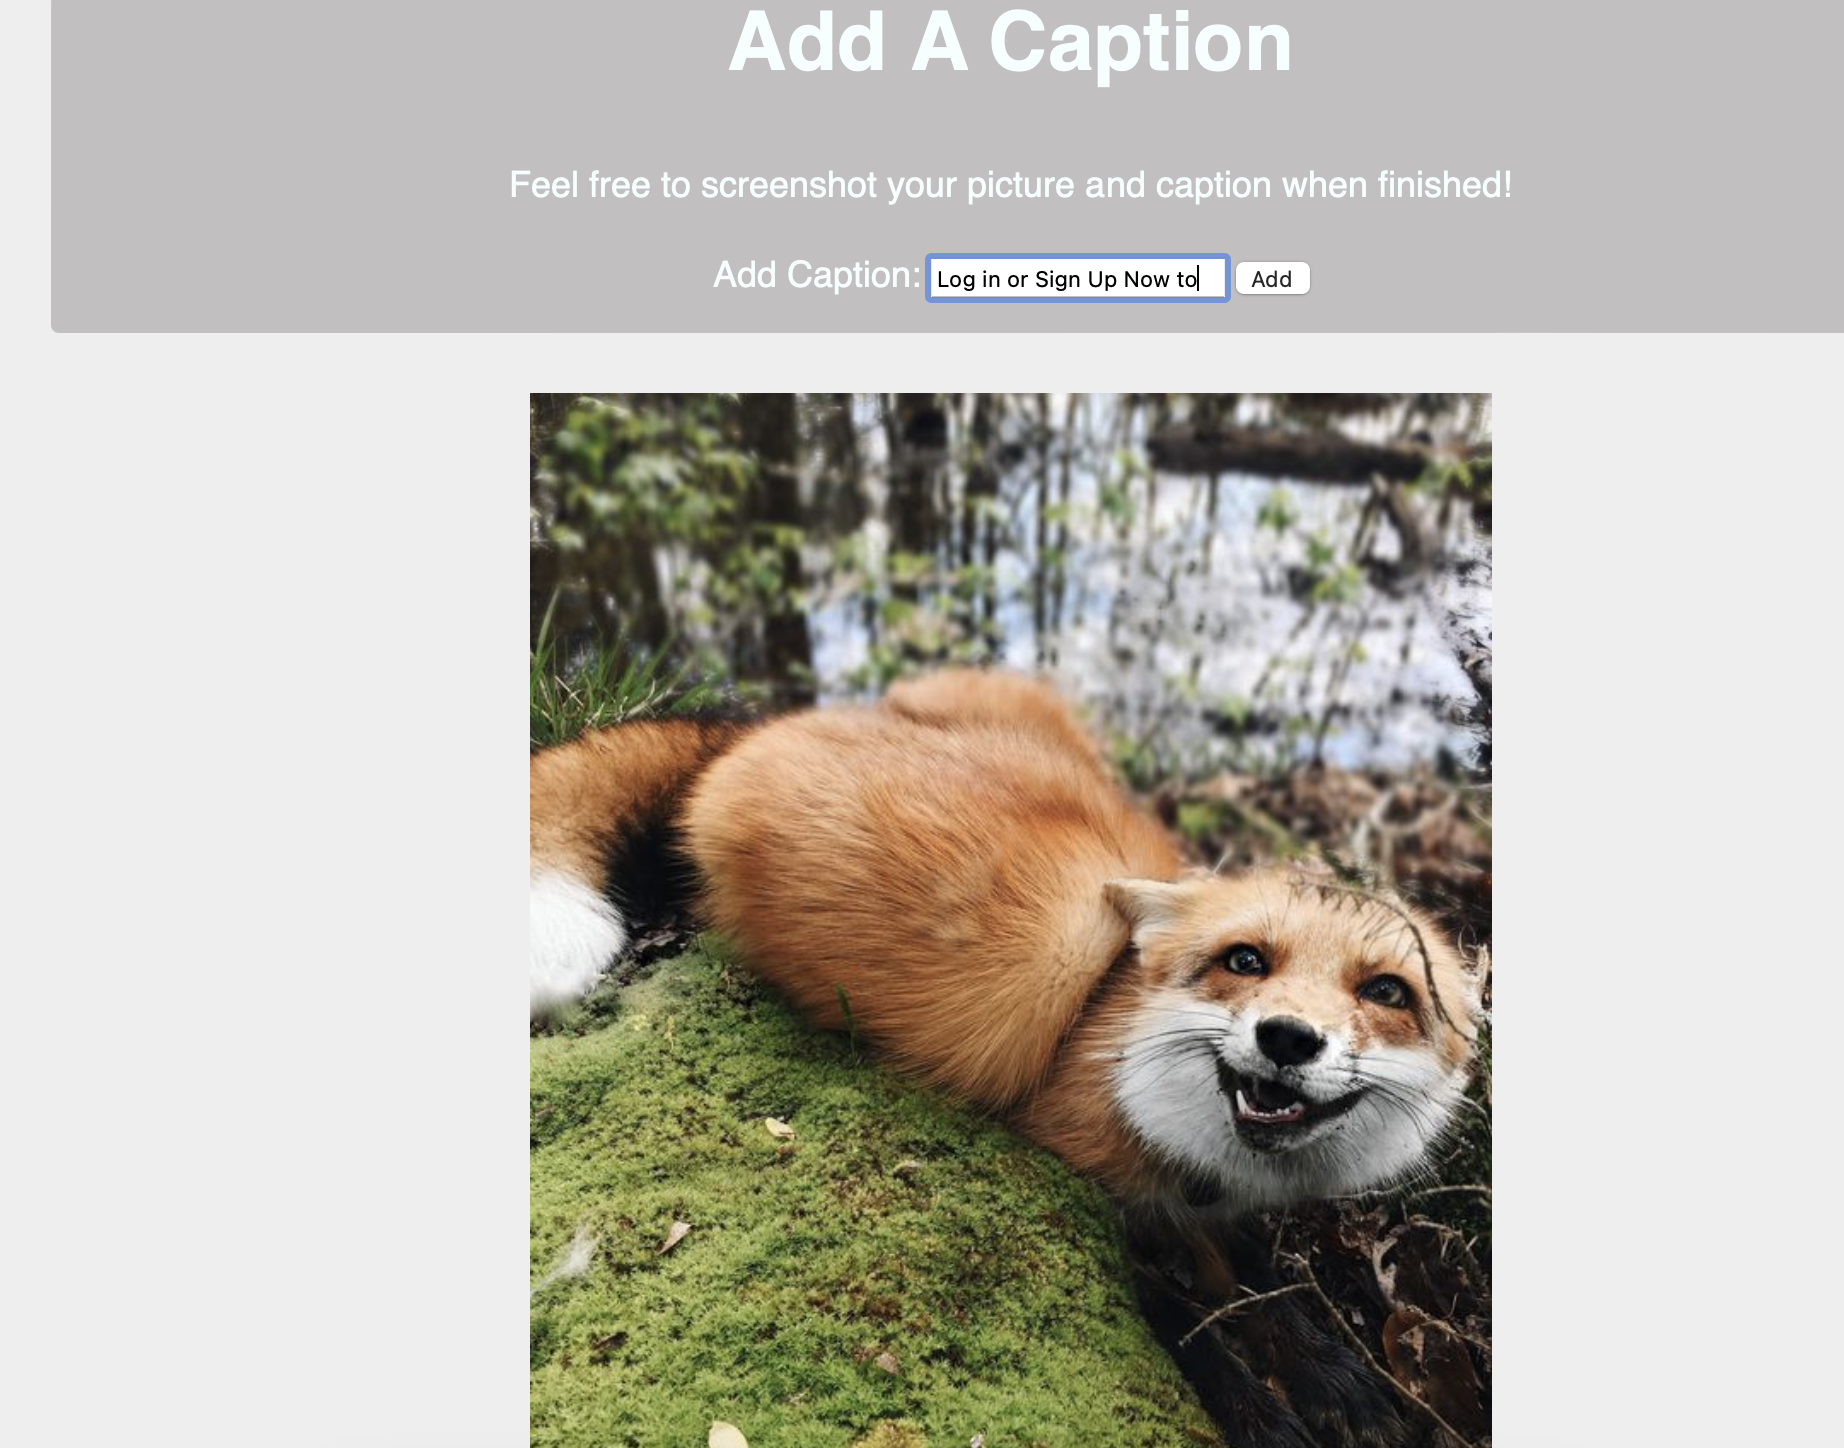 Add A Caption
Feel free to screenshot your picture and caption when finished!
Add Caption: Log in or Sign Up Now to Add